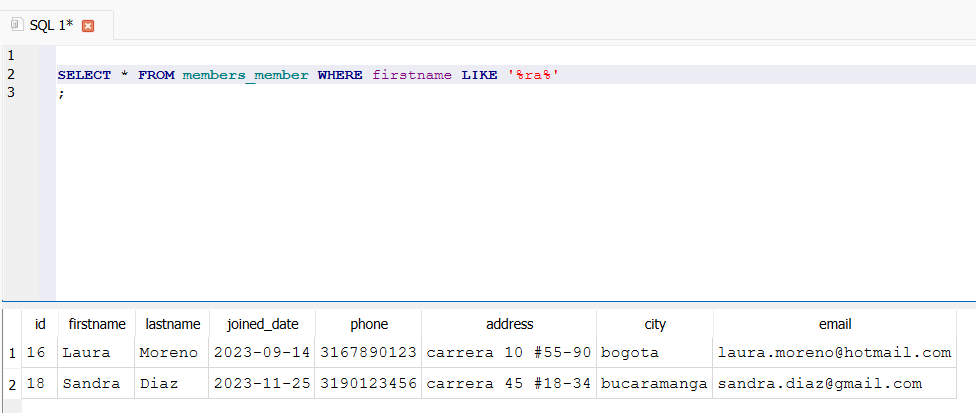 SQL 1*
1
2 SELECT * FROM members_member WHERE firstname LIKE '%ra%'
3 ;
id firstname lastname joined_date phone address city email
1 16 Laura Moreno 2023-09-14 3167890123 carrera 10 #55-90 bogota laura.moreno@hotmail.com
2 18 Sandra Diaz 2023-11-25 3190123456 carrera 45 #18-34 bucaramanga sandra.diaz@gmail.com